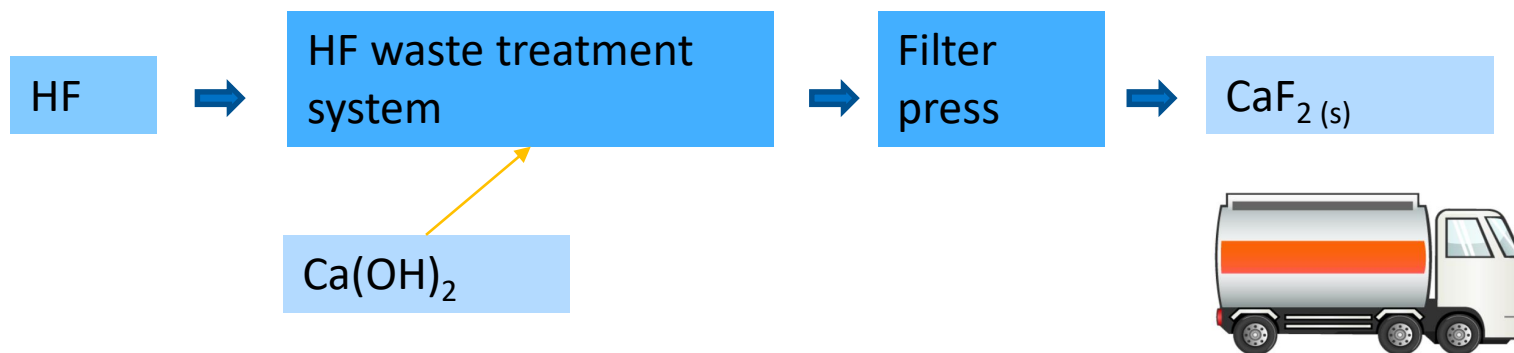 HF
HF waste treatment
system
Filter
press
CaF₂ (s)
Ca(OH)₂